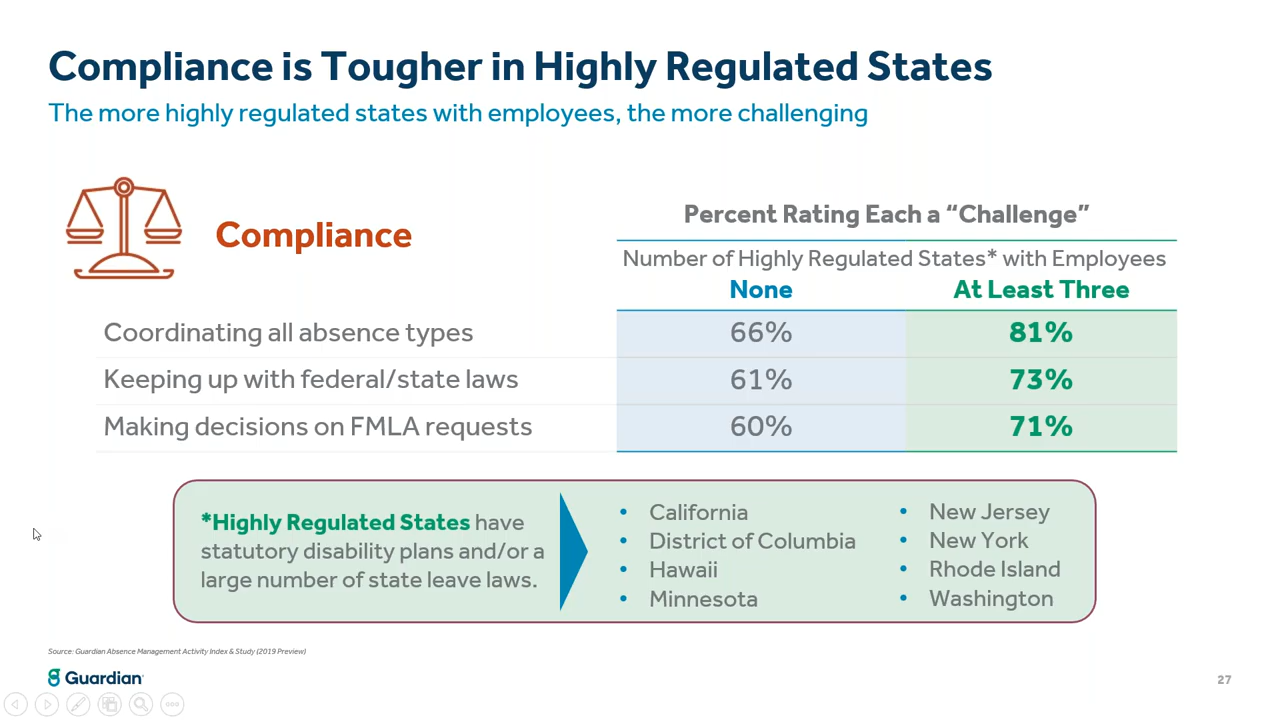 Compliance is Tougher in Highly Regulated States
The more highly regulated states with employees, the more challenging
Compliance
Percent Rating Each a “Challenge”
Number of Highly Regulated States* with Employees
None At Least Three
Coordinating all absence types 66% 81%
Keeping up with federal/state laws 61% 73%
Making decisions on FMLA requests 60% 71%
*Highly Regulated States have
statutory disability plans and/or a
large number of state leave laws.
• California
• District of Columbia
• Hawaii
• Minnesota
• New Jersey
• New York
• Rhode Island
• Washington
Source: Guardian Absence Management Activity Index & Study (2019 Preview)
Guardian
27